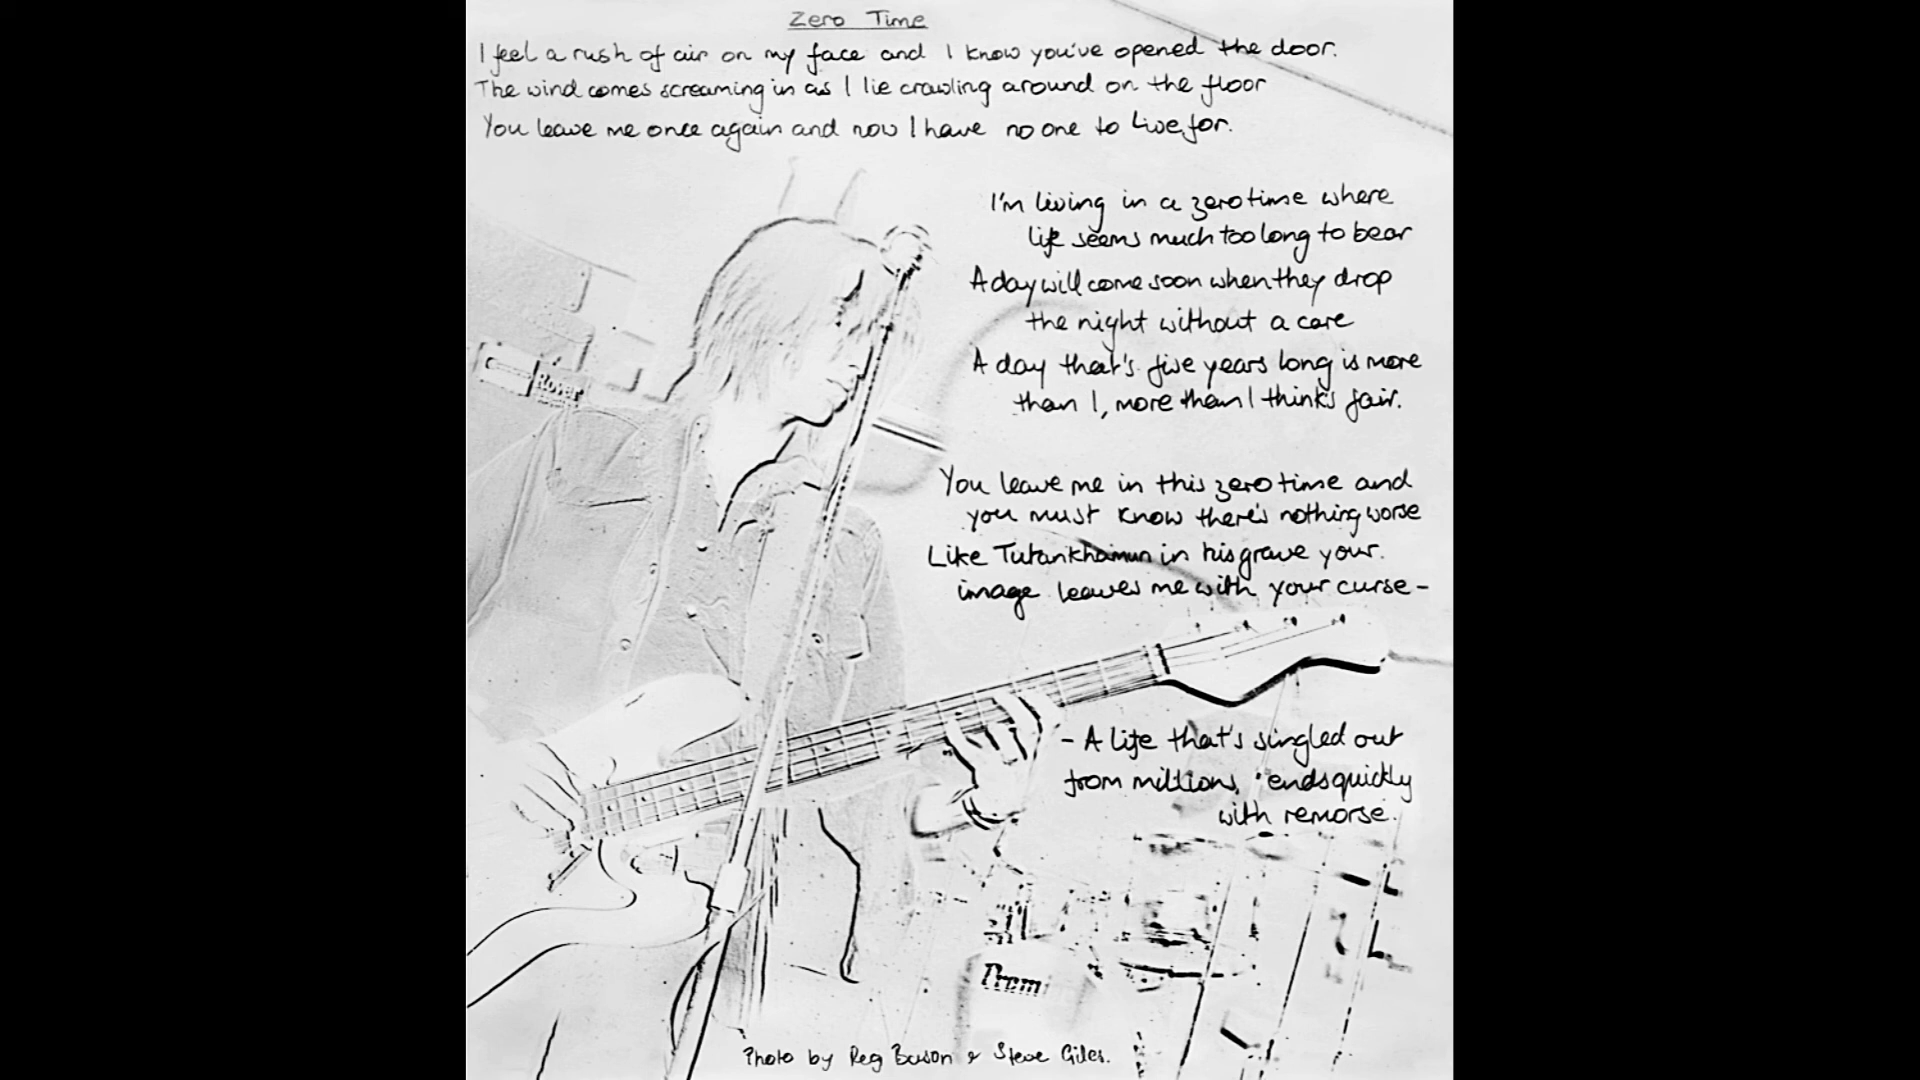 Zero Time
I feel a rush of air on my face and I know you've opened the door.
The wind comes screaming in as I lie crawling around on the floor
You leave me once again and now I have no one to live for.
I'm living in a zero time where
life seems much too long to bear
A day will come soon when they drop
the night without a care
A day that's five years long is more
than I, more than I thinks fair.
You leave me in this zero time and
you must know there's nothing worse
Like Tutankhamun in his grave your
image leaves me with your curse -
- A life that's singled out
from millions, ends quickly
with remorse.
Rover
Prem
Photo by Reg & Steve Giles.